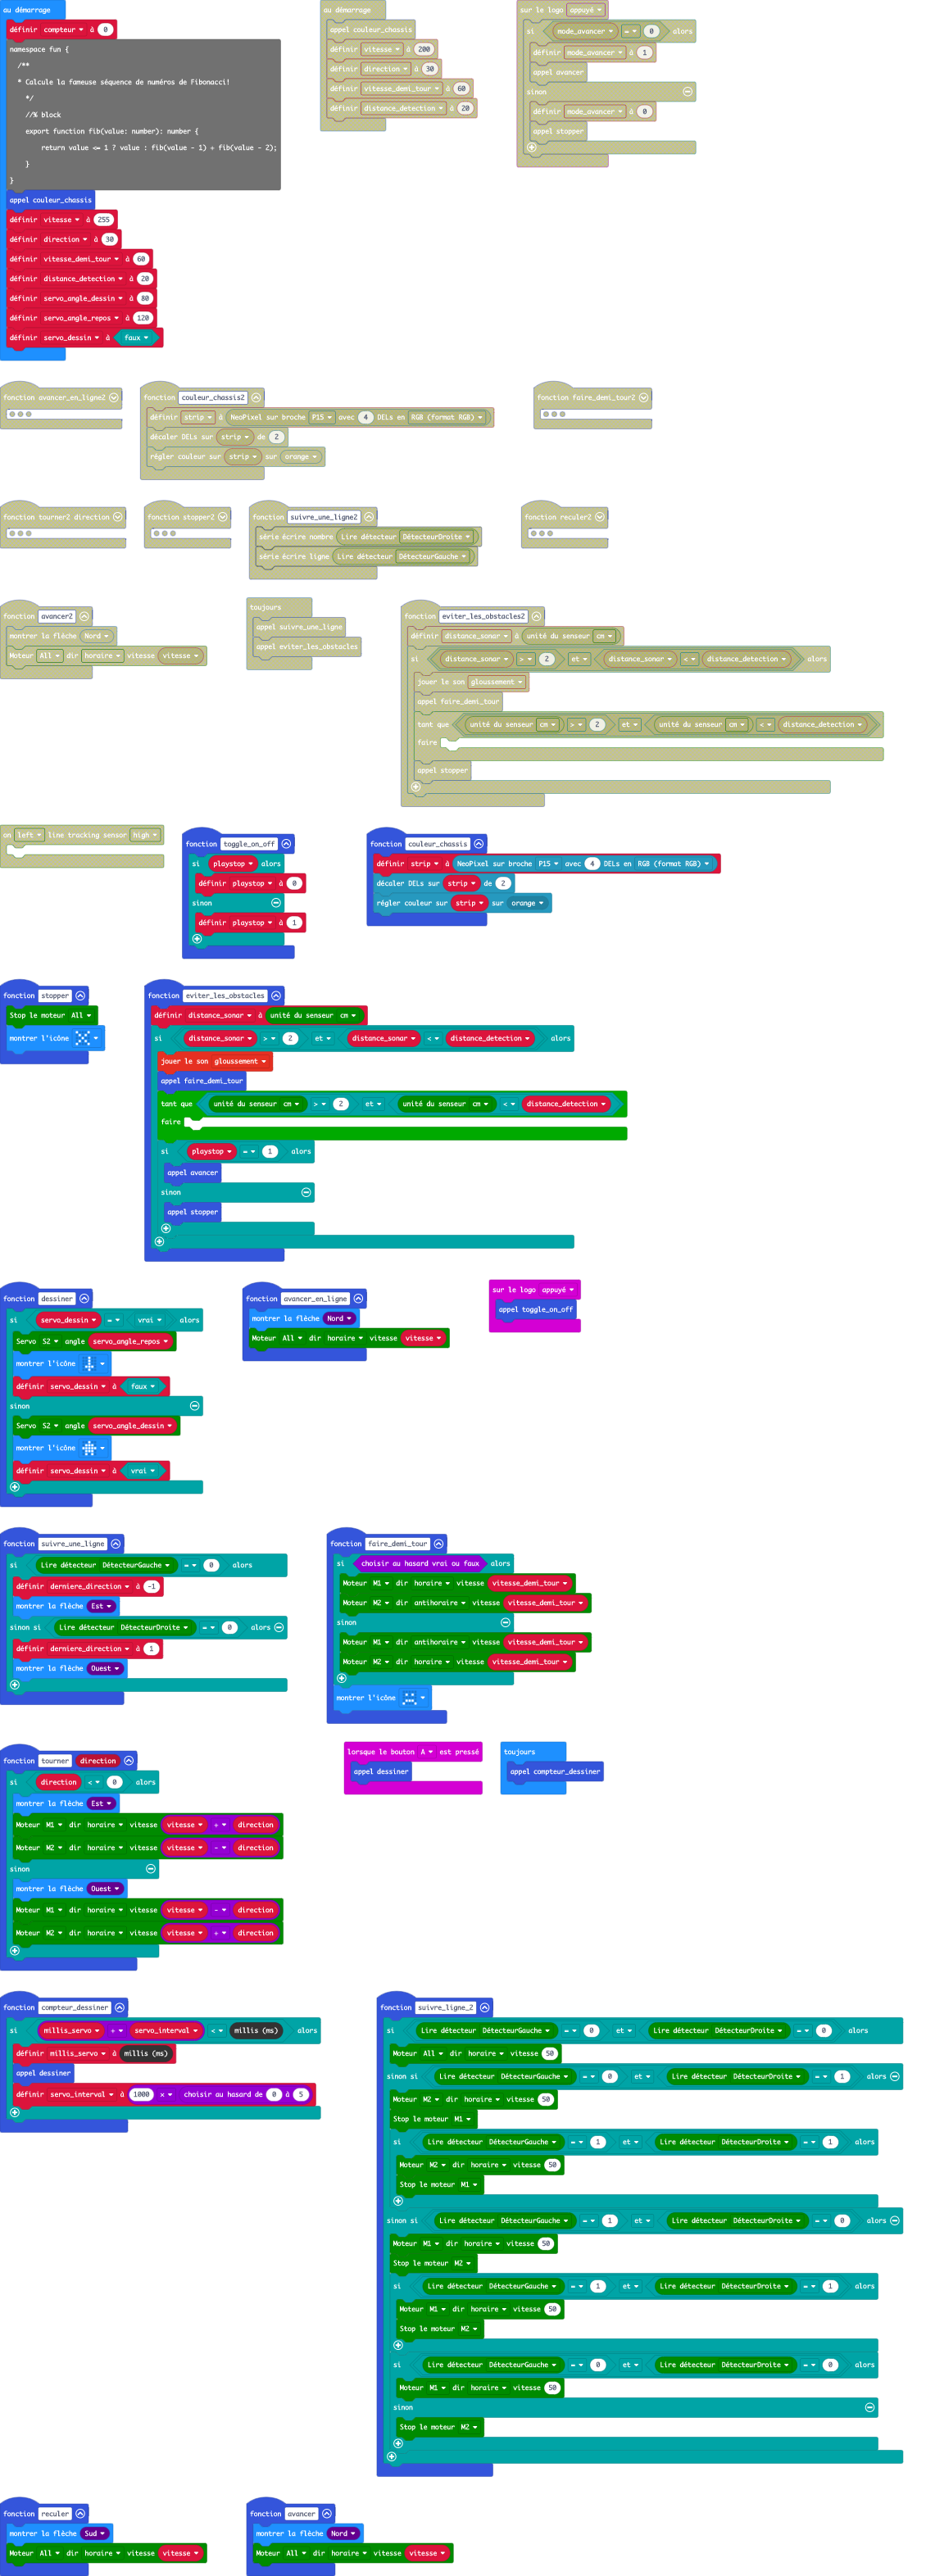 au démarrage
définir compteur à 0
namespace fun {
/**
* Calcule la fameuse séquence de numéros de Fibonacci!
*/
//% block
export function fib(value: number): number {
return value <= 1 ? value : fib(value - 1) + fib(value - 2);
}
}
appel couleur_chassis
définir vitesse à 255
définir direction à 30
définir vitesse_demi_tour à 60
définir distance_detection à 20
définir servo_angle_dessin à 80
définir servo_angle_repos à 120
définir servo_dessin à faux
au démarrage
appel couleur_chassis
définir vitesse à 200
définir direction à 30
définir vitesse_demi_tour à 60
définir distance_detection à 20
sur le logo appuyé
si mode_avancer = 0 alors
définir mode_avancer à 1
appel avancer
sinon
définir mode_avancer à 0
appel stopper
fonction avancer_en_ligne2
fonction couleur_chassis2
définir strip à NeoPixel sur broche P15 avec 4 DELs en RGB (format RGB)
décaler DELs sur strip de 2
régler couleur sur strip sur orange
fonction faire_demi_tour2
fonction tourner2 direction
fonction stopper2
fonction suivre_une_ligne2
série écrire nombre Lire détecteur DétecteurDroite
série écrire ligne Lire détecteur DétecteurGauche
fonction reculer2
fonction avancer2
montrer la flèche Nord
Moteur All dir horaire vitesse vitesse
toujours
appel suivre_une_ligne
appel eviter_les_obstacles
fonction eviter_les_obstacles2
définir distance_sonar à unité du senseur cm
si distance_sonar > 2 et distance_sonar < distance_detection alors
jouer le son gloussement
appel faire_demi_tour
tant que unité du senseur cm > 2 et unité du senseur cm < distance_detection
faire
appel stopper
on left line tracking sensor high
fonction toggle_on_off
si playstop alors
définir playstop à 0
sinon
définir playstop à 1
fonction couleur_chassis
définir strip à NeoPixel sur broche P15 avec 4 DELs en RGB (format RGB)
décaler DELs sur strip de 2
régler couleur sur strip sur orange
fonction stopper
Stop le moteur All
montrer l'icône
fonction eviter_les_obstacles
définir distance_sonar à unité du senseur cm
si distance_sonar > 2 et distance_sonar < distance_detection alors
jouer le son gloussement
appel faire_demi_tour
tant que unité du senseur cm > 2 et unité du senseur cm < distance_detection
faire
si playstop = 1 alors
appel avancer
sinon
appel stopper
fonction dessiner
si servo_dessin = vrai alors
Servo S2 angle servo_angle_repos
montrer l'icône
définir servo_dessin à faux
sinon
Servo S2 angle servo_angle_dessin
montrer l'icône
définir servo_dessin à vrai
fonction avancer_en_ligne
montrer la flèche Nord
Moteur All dir horaire vitesse vitesse
sur le logo appuyé
appel toggle_on_off
fonction suivre_une_ligne
si Lire détecteur DétecteurGauche = 0 alors
définir derniere_direction à -1
montrer la flèche Est
sinon si Lire détecteur DétecteurDroite = 0 alors
définir derniere_direction à 1
montrer la flèche Ouest
fonction faire_demi_tour
si choisir au hasard vrai ou faux alors
Moteur M1 dir horaire vitesse vitesse_demi_tour
Moteur M2 dir antihoraire vitesse vitesse_demi_tour
sinon
Moteur M1 dir antihoraire vitesse vitesse_demi_tour
Moteur M2 dir horaire vitesse vitesse_demi_tour
montrer l'icône
fonction tourner direction
si direction < 0 alors
montrer la flèche Est
Moteur M1 dir horaire vitesse vitesse + direction
Moteur M2 dir horaire vitesse vitesse - direction
sinon
montrer la flèche Ouest
Moteur M1 dir horaire vitesse vitesse - direction
Moteur M2 dir horaire vitesse vitesse + direction
lorsque le bouton A est pressé
appel dessiner
toujours
appel compteur_dessiner
fonction compteur_dessiner
si millis_servo + servo_interval < millis (ms) alors
définir millis_servo à millis (ms)
appel dessiner
définir servo_interval à 1000 × choisir au hasard de 0 à 5
fonction suivre_ligne_2
si Lire détecteur DétecteurGauche = 0 et Lire détecteur DétecteurDroite = 0 alors
Moteur All dir horaire vitesse 50
sinon si Lire détecteur DétecteurGauche = 0 et Lire détecteur DétecteurDroite = 1 alors
Moteur M2 dir horaire vitesse 50
Stop le moteur M1
si Lire détecteur DétecteurGauche = 1 et Lire détecteur DétecteurDroite = 1 alors
Moteur M2 dir horaire vitesse 50
Stop le moteur M1
sinon si Lire détecteur DétecteurGauche = 1 et Lire détecteur DétecteurDroite = 0 alors
Moteur M1 dir horaire vitesse 50
Stop le moteur M2
si Lire détecteur DétecteurGauche = 1 et Lire détecteur DétecteurDroite = 1 alors
Moteur M1 dir horaire vitesse 50
Stop le moteur M2
si Lire détecteur DétecteurGauche = 0 et Lire détecteur DétecteurDroite = 0 alors
Moteur M1 dir horaire vitesse 50
sinon
Stop le moteur M2
fonction reculer
montrer la flèche Sud
Moteur All dir horaire vitesse vitesse
fonction avancer
montrer la flèche Nord
Moteur All dir horaire vitesse vitesse